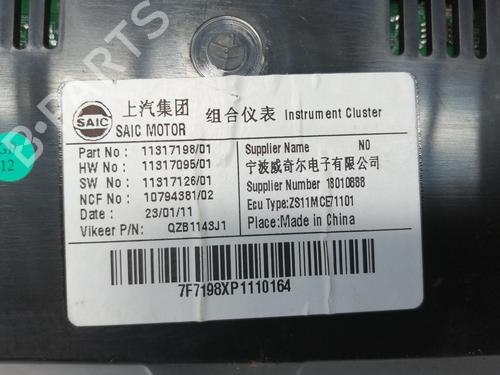 B-PARTS
SAIC
上汽集团
SAIC MOTOR
组合仪表 Instrument Cluster
Part No : 11317198/01
HW No : 11317095/01
SW No : 11317126/01
NCF No : 10794381/02
Date : 23/01/11
Vikeer P/N: QZB1143J1
Supplier Name NO
宁波威奇尔电子有限公司
Supplier Number 18010888
Ecu Type:ZS11MCE71101
Place:Made in China
7F7198XP1110164
12